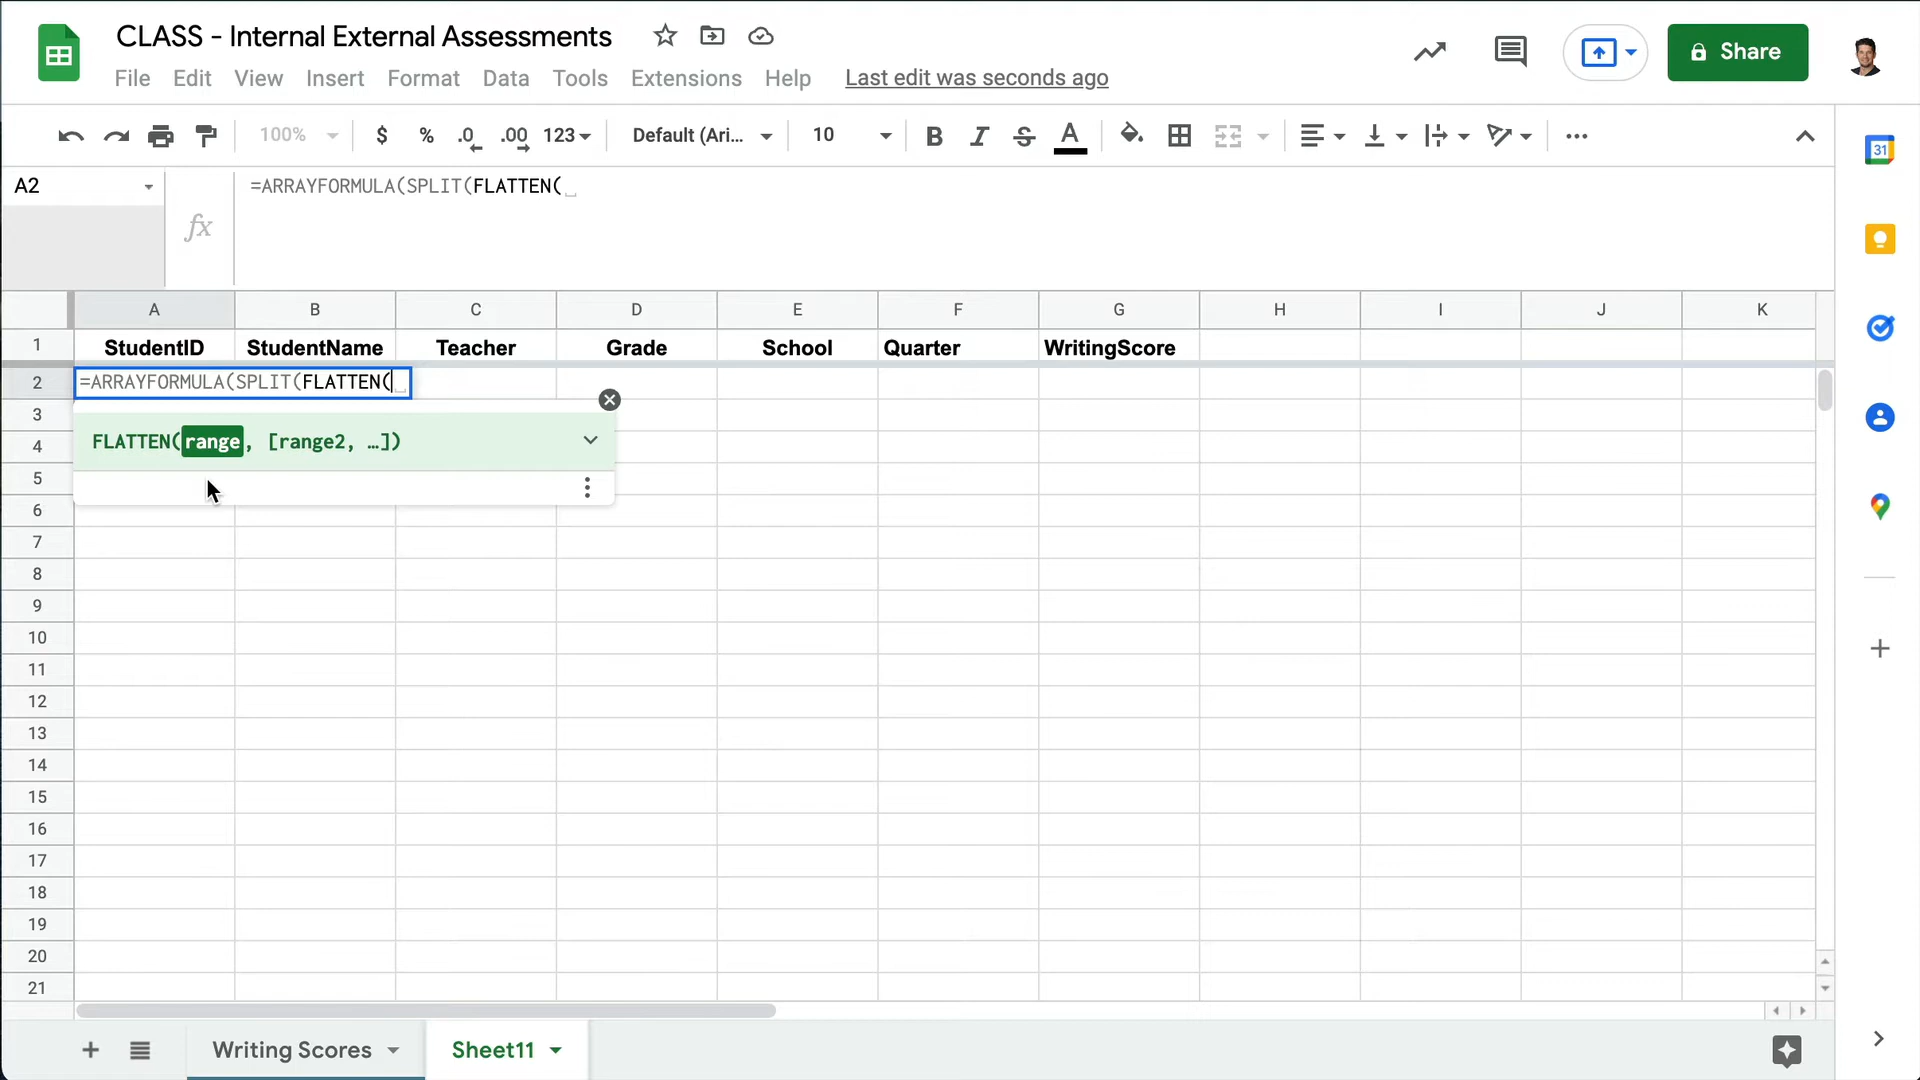 CLASS - Internal External Assessments
File Edit View Insert Format Data Tools Extensions Help Last edit was seconds ago
Share
100% $ % .0 .00 123 Default (Ari... 10 B I S A
31
A2
fx
=ARRAYFORMULA(SPLIT(FLATTEN(
A B C D E F G H I J K
1 StudentID StudentName Teacher Grade School Quarter WritingScore
2 =ARRAYFORMULA(SPLIT(FLATTEN(
3
FLATTEN(range, [range2, …])
4
5
6
7
8
9
10
11
12
13
14
15
16
17
18
19
20
21
Writing Scores Sheet11